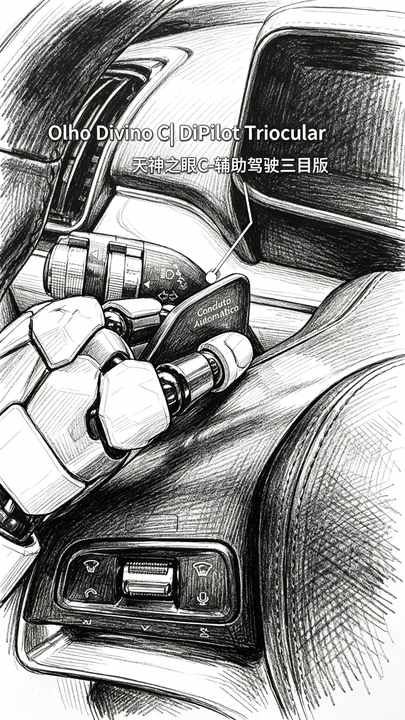 Olho Divino C| DiPilot Triocular
天神之眼C-辅助驾驶三目版
Conduto
Automático